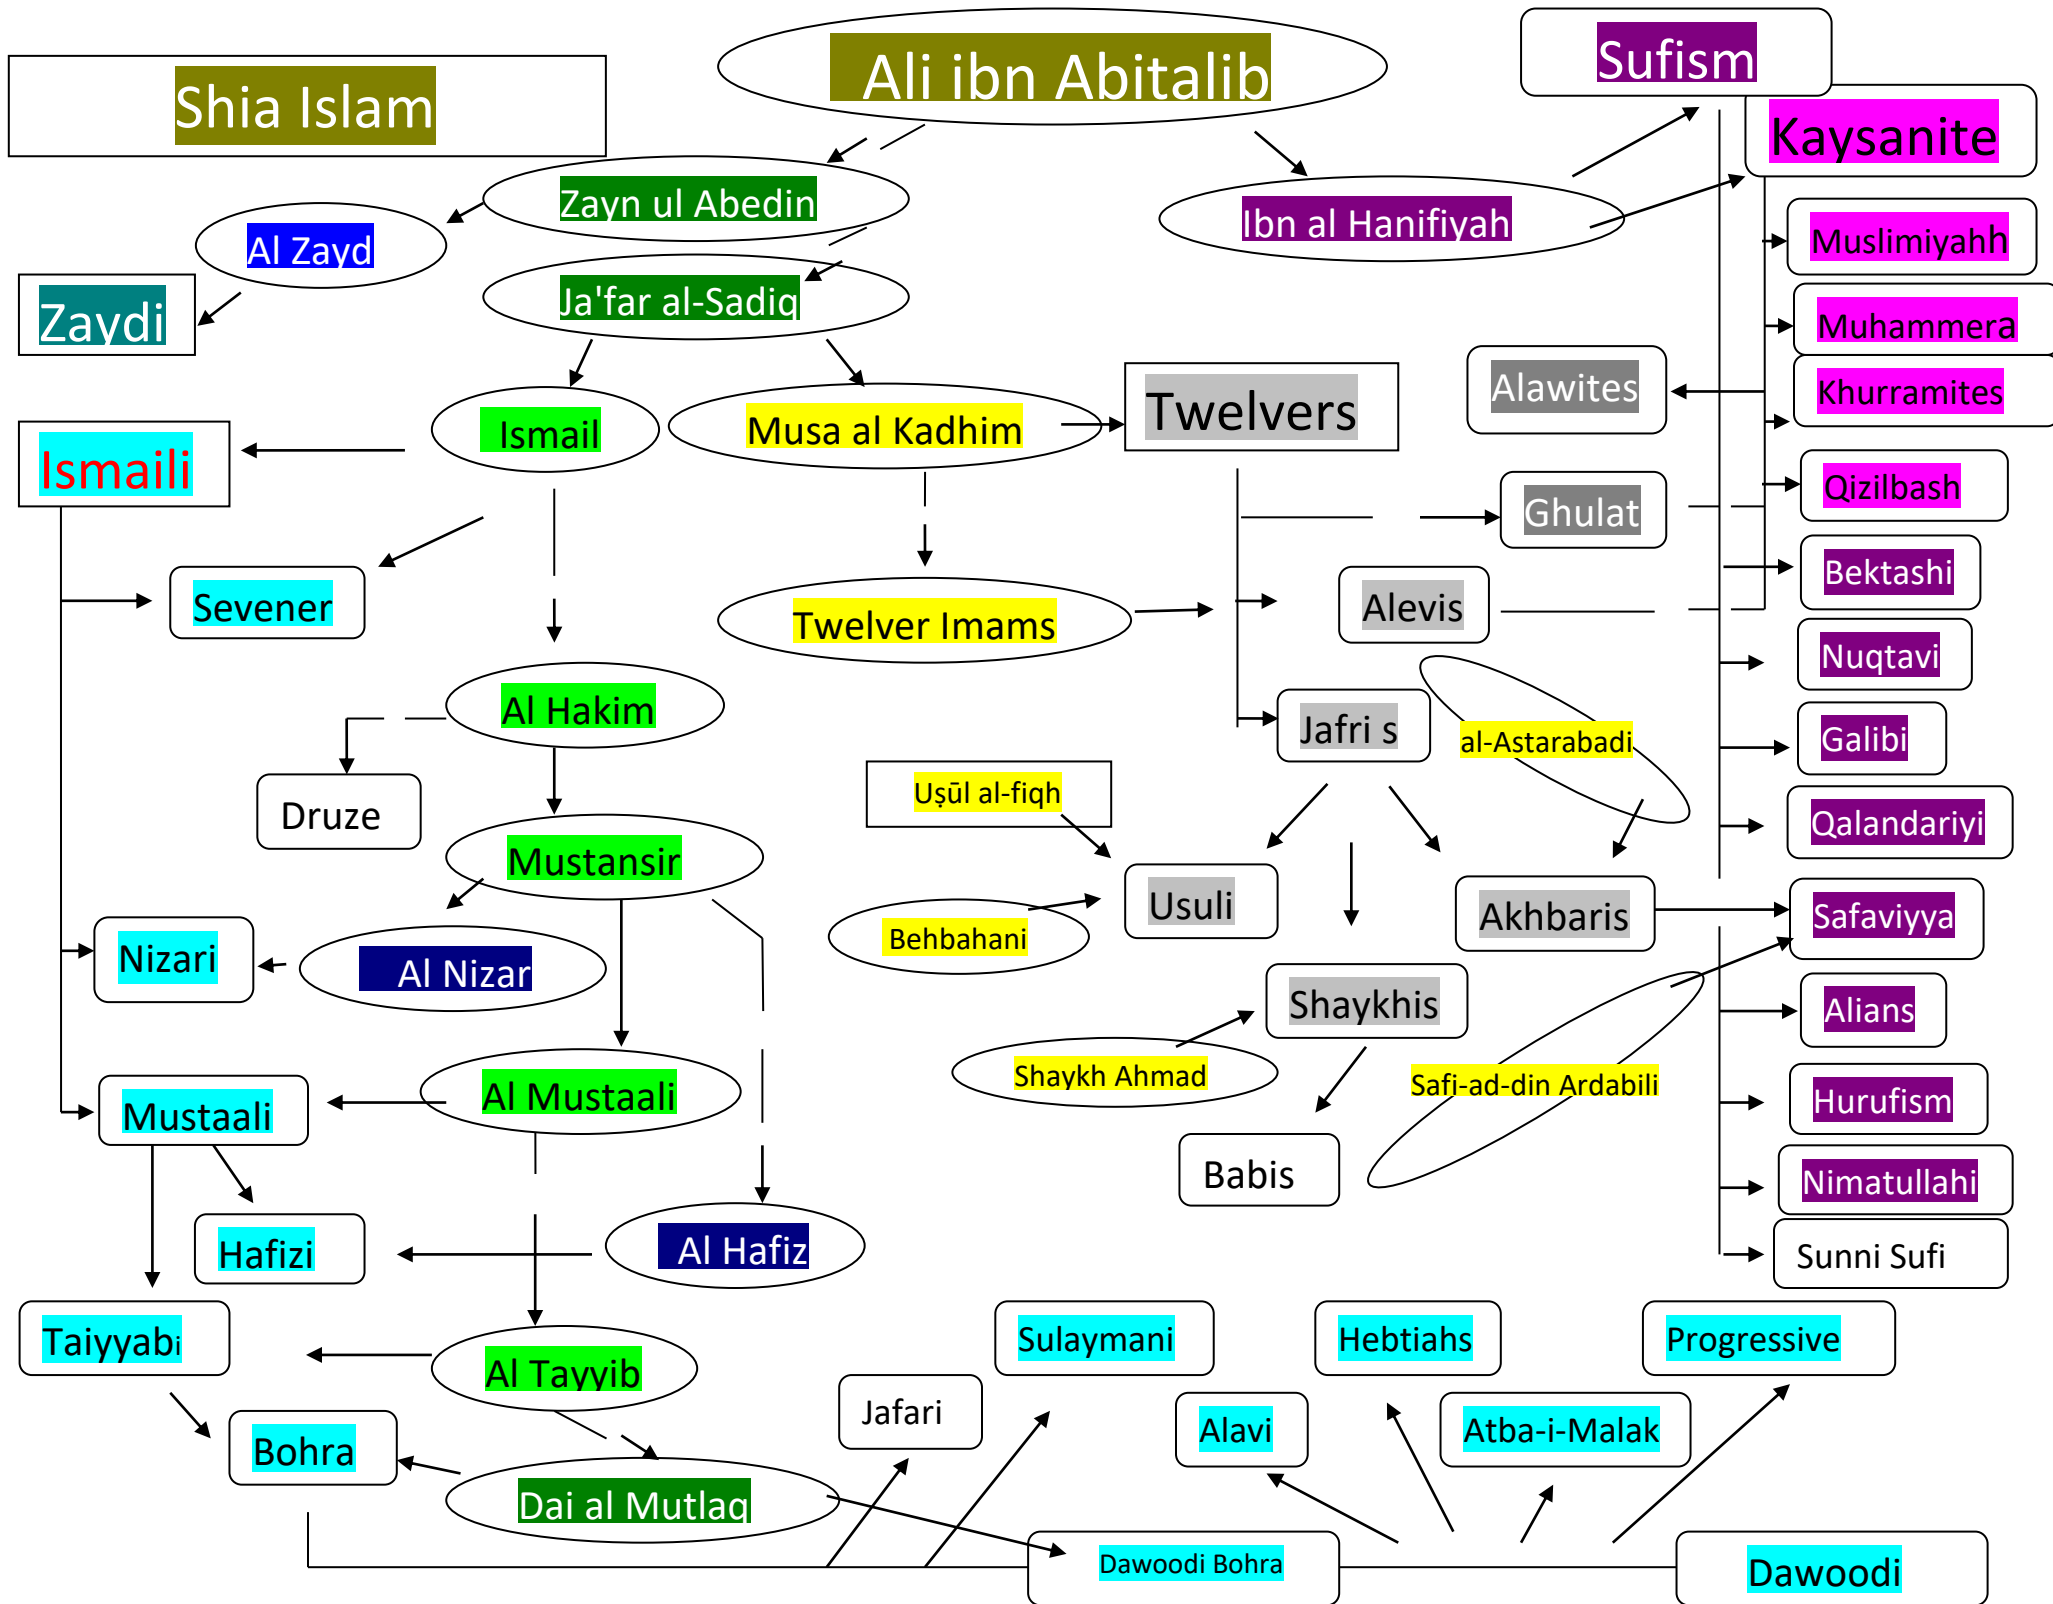 Shia Islam
Ali ibn Abitalib
Sufism
Kaysanite
Zayn ul Abedin
Ibn al Hanifiyah
Al Zayd
Muslimiyahh
Zaydi
Ja'far al-Sadiq
Muhammera
Alawites
Khurramites
Twelvers
Ismail
Musa al Kadhim
Ismaili
Qizilbash
Ghulat
Sevener
Alevis
Bektashi
Twelver Imams
Nuqtavi
Al Hakim
Jafri s
al-Astarabadi
Galibi
Druze
Uṣūl al-fiqh
Qalandariyi
Mustansir
Usuli
Akhbaris
Safaviyya
Behbahani
Nizari
Al Nizar
Shaykhis
Alians
Shaykh Ahmad
Safi-ad-din Ardabili
Mustaali
Al Mustaali
Hurufism
Babis
Nimatullahi
Hafizi
Al Hafiz
Sunni Sufi
Taiyyabi
Al Tayyib
Sulaymani
Hebtiahs
Progressive
Jafari
Alavi
Atba-i-Malak
Bohra
Dai al Mutlaq
Dawoodi Bohra
Dawoodi